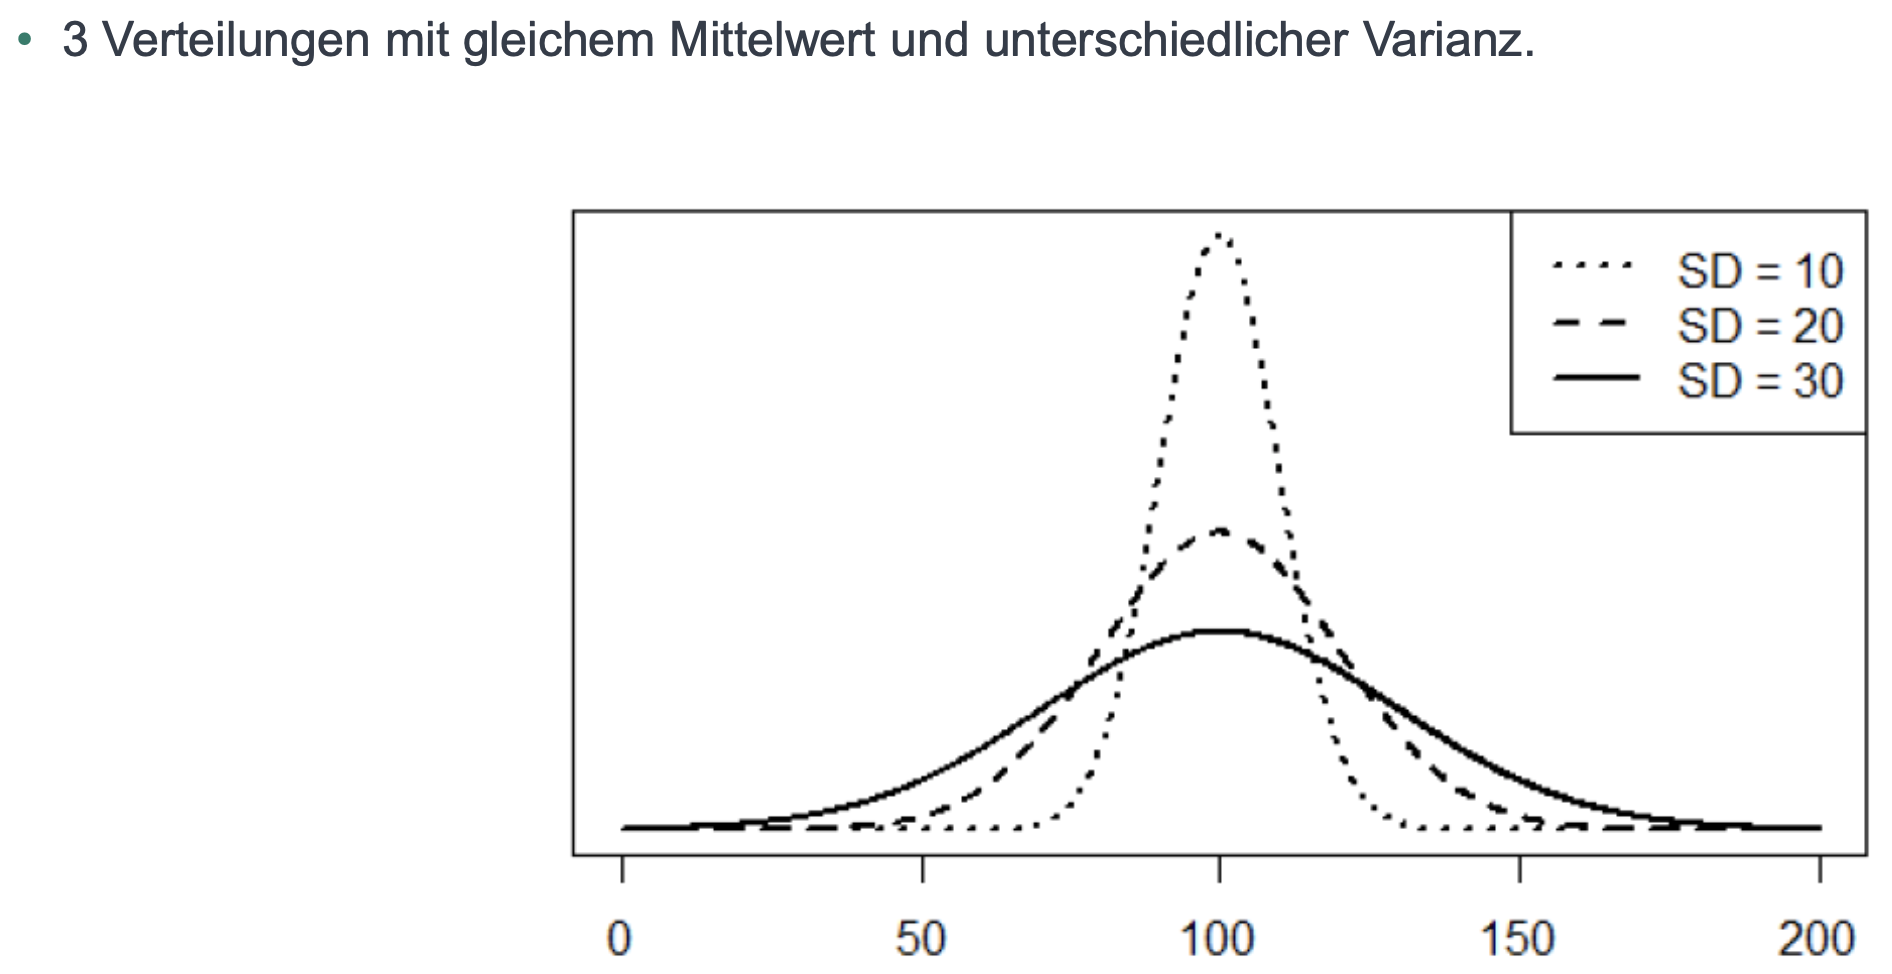 • 3 Verteilungen mit gleichem Mittelwert und unterschiedlicher Varianz.
SD = 10
SD = 20
SD = 30
0 50 100 150 200